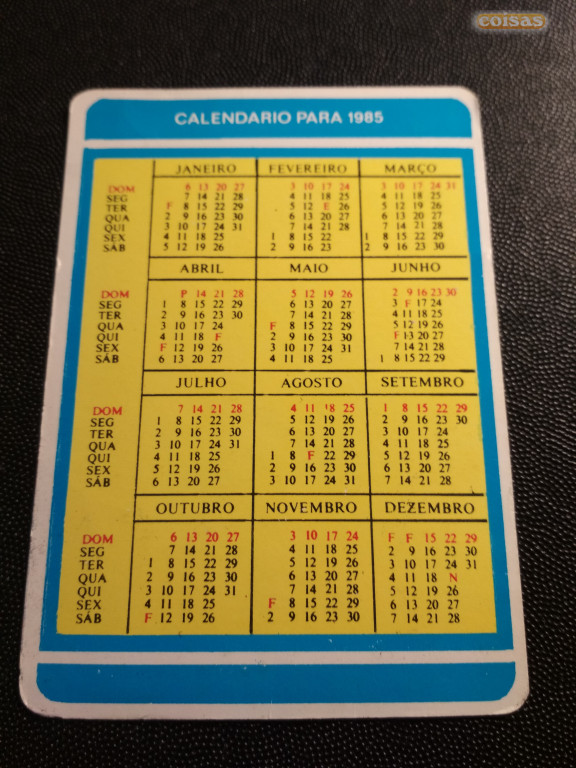 coisas
CALENDARIO PARA 1985
JANEIRO FEVEREIRO MARÇO
DOM 6 13 20 27 3 10 17 24 3 10 17 24 31
SEG 7 14 21 28 4 11 18 25 4 11 18 25
TER F 8 15 22 29 5 12 E 26 5 12 19 26
QUA 2 9 16 23 30 6 13 20 27 6 13 20 27
QUI 3 10 17 24 31 7 14 21 28 7 14 21 28
SEX 4 11 18 25 1 8 15 22 1 8 15 22 29
SÁB 5 12 19 26 2 9 16 23 2 9 16 23 30
ABRIL MAIO JUNHO
DOM P 14 21 28 5 12 19 26 2 9 16 23 30
SEG 1 8 15 22 29 6 13 20 27 3 F 17 24
TER 2 9 16 23 30 7 14 21 28 4 11 18 25
QUA 3 10 17 24 F 8 15 22 29 5 12 19 26
QUI 4 11 18 F 2 9 16 23 30 F 13 20 27
SEX F 12 19 26 3 10 17 24 31 7 14 21 28
SÁB 6 13 20 27 4 11 18 25 1 8 15 22 29
JULHO AGOSTO SETEMBRO
DOM 7 14 21 28 4 11 18 25 1 8 15 22 29
SEG 1 8 15 22 29 5 12 19 26 2 9 16 23 30
TER 2 9 16 23 30 6 13 20 27 3 10 17 24
QUA 3 10 17 24 31 7 14 21 28 4 11 18 25
QUI 4 11 18 25 1 8 F 22 29 5 12 19 26
SEX 5 12 19 26 2 9 16 23 30 6 13 20 27
SÁB 6 13 20 27 3 10 17 24 31 7 14 21 28
OUTUBRO NOVEMBRO DEZEMBRO
DOM 6 13 20 27 3 10 17 24 F F 15 22 29
SEG 7 14 21 28 4 11 18 25 2 9 16 23 30
TER 1 8 15 22 29 5 12 19 26 3 10 17 24 31
QUA 2 9 16 23 30 6 13 20 27 4 11 18 N
QUI 3 10 17 24 31 7 14 21 28 5 12 19 26
SEX 4 11 18 25 F 8 15 22 29 6 13 20 27
SÁB F 12 19 26 2 9 16 23 30 7 14 21 28